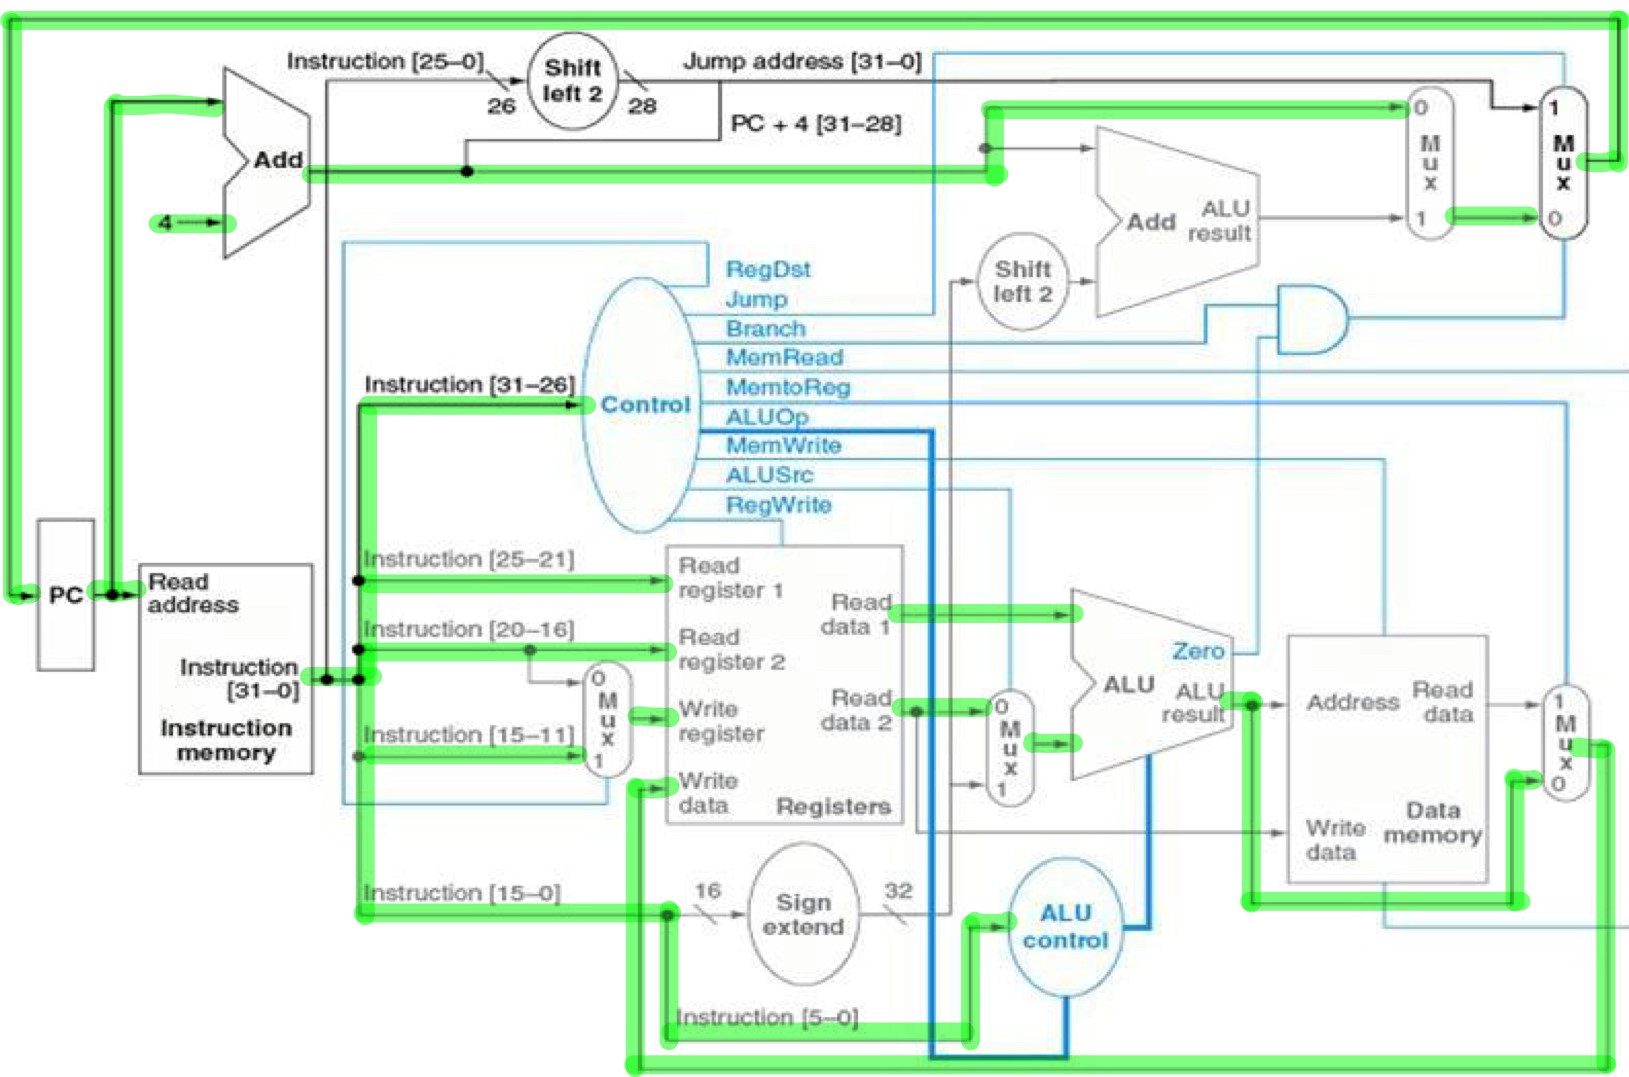 Instruction [25–0]
26
Shift
left 2
28
Jump address [31–0]
PC + 4 [31–28]
Add
4
0
M
u
x
1
1
M
u
x
0
Add
ALU
result
Shift
left 2
RegDst
Jump
Branch
MemRead
MemtoReg
ALUOp
MemWrite
ALUSrc
RegWrite
Instruction [31–26]
Control
PC
Read
address
Instruction
[31–0]
Instruction
memory
Instruction [25–21]
Instruction [20–16]
Instruction [15–11]
0
M
u
x
1
Read
register 1
Read
register 2
Write
register
Write
data
Registers
Read
data 1
Read
data 2
0
M
u
x
1
Zero
ALU
ALU
result
Address
Read
data
Write
data
Data
memory
1
M
u
x
0
Instruction [15–0]
16
Sign
extend
32
ALU
control
Instruction [5–0]